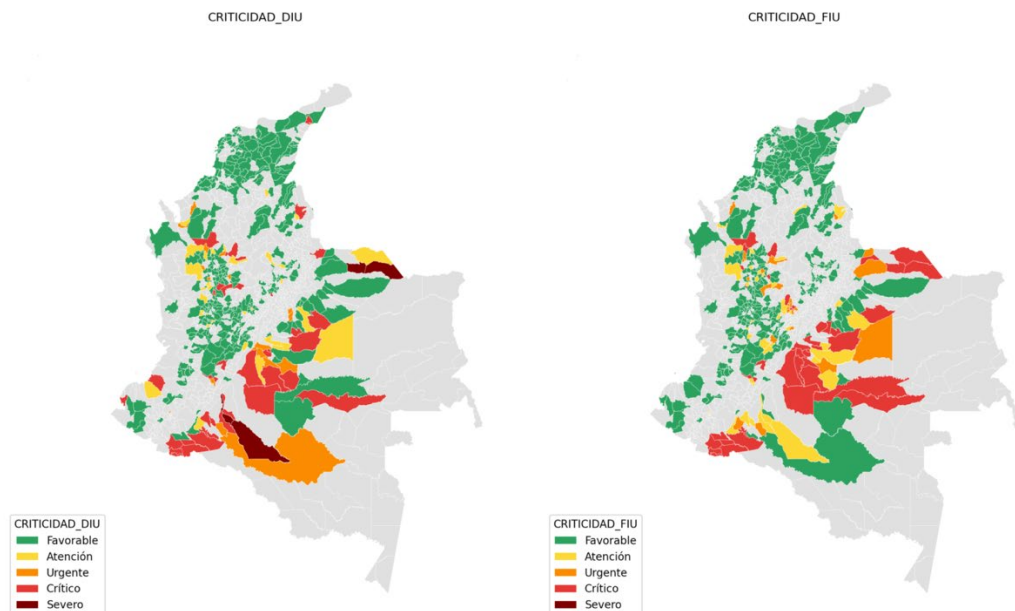 CRITICIDAD_DIU
CRITICIDAD_DIU
Favorable
Atención
Urgente
Crítico
Severo
CRITICIDAD_FIU
CRITICIDAD_FIU
Favorable
Atención
Urgente
Crítico
Severo